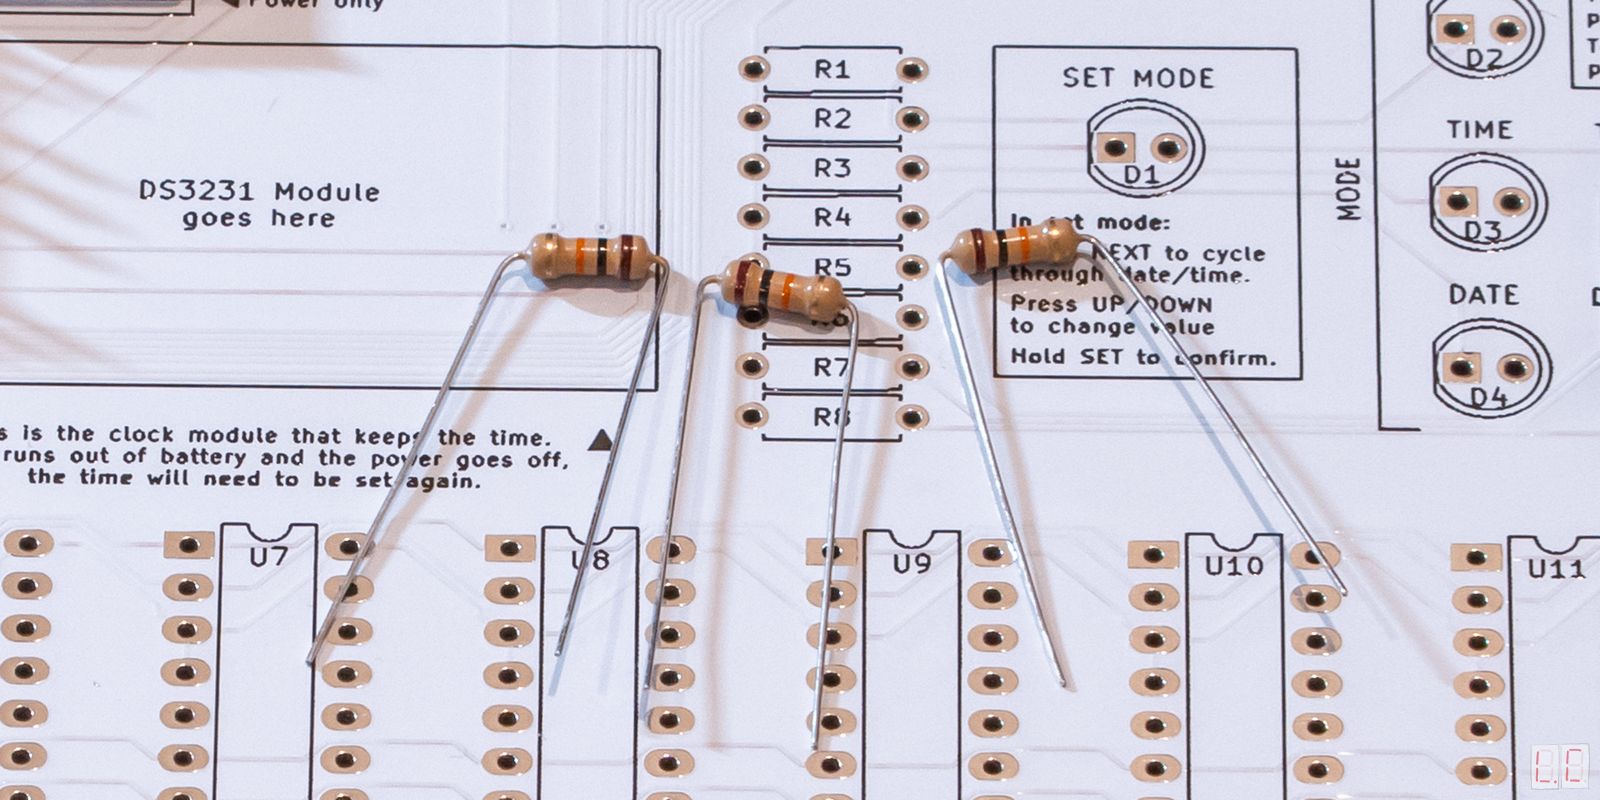 Power only
R1
R2
R3
R4
R5
R7
R8
DS3231 Module
goes here
SET MODE
D1
In set mode:
NEXT to cycle
through date/time.
Press UP/DOWN
to change value
Hold SET to confirm.
MODE
D2
TIME
D3
DATE
D4
is the clock module that keeps the time.
runs out of battery and the power goes off,
the time will need to be set again.
U7
U8
U9
U10
U11